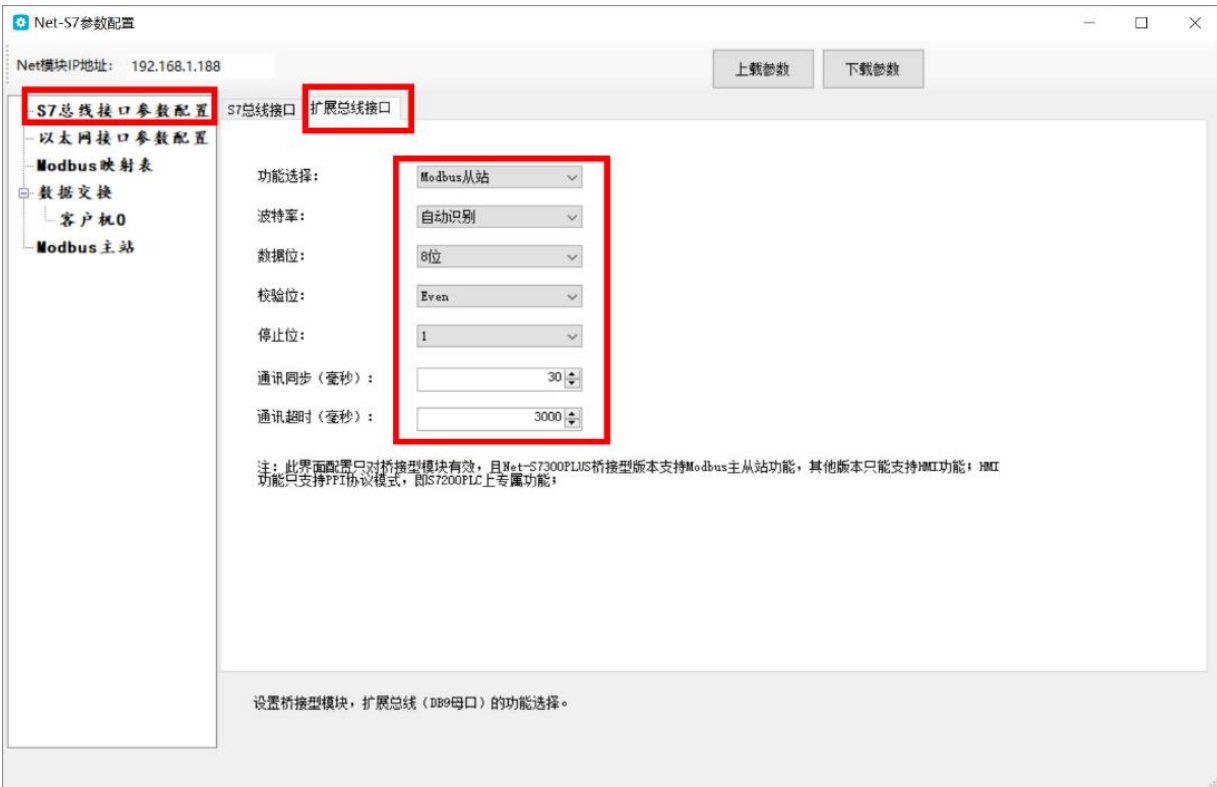 Net-S7参数配置
Net模块IP地址： 192.168.1.188
上载参数 下载参数
S7总线接口参数配置
以太网接口参数配置
Modbus映射表
数据交换
客户机0
Modbus主站
S7总线接口 扩展总线接口
功能选择： Modbus从站
波特率： 自动识别
数据位： 8位
校验位： Even
停止位： 1
通讯同步（毫秒）： 30
通讯超时（毫秒）： 3000
注：此界面配置只对桥接型模块有效，且Net-S7300PLUS桥接型版本支持Modbus主从站功能，其他版本只能支持HMI功能；HMI
功能只支持PPI协议模式，即S7200PLC上专属功能；
设置桥接型模块，扩展总线（DB9母口）的功能选择。